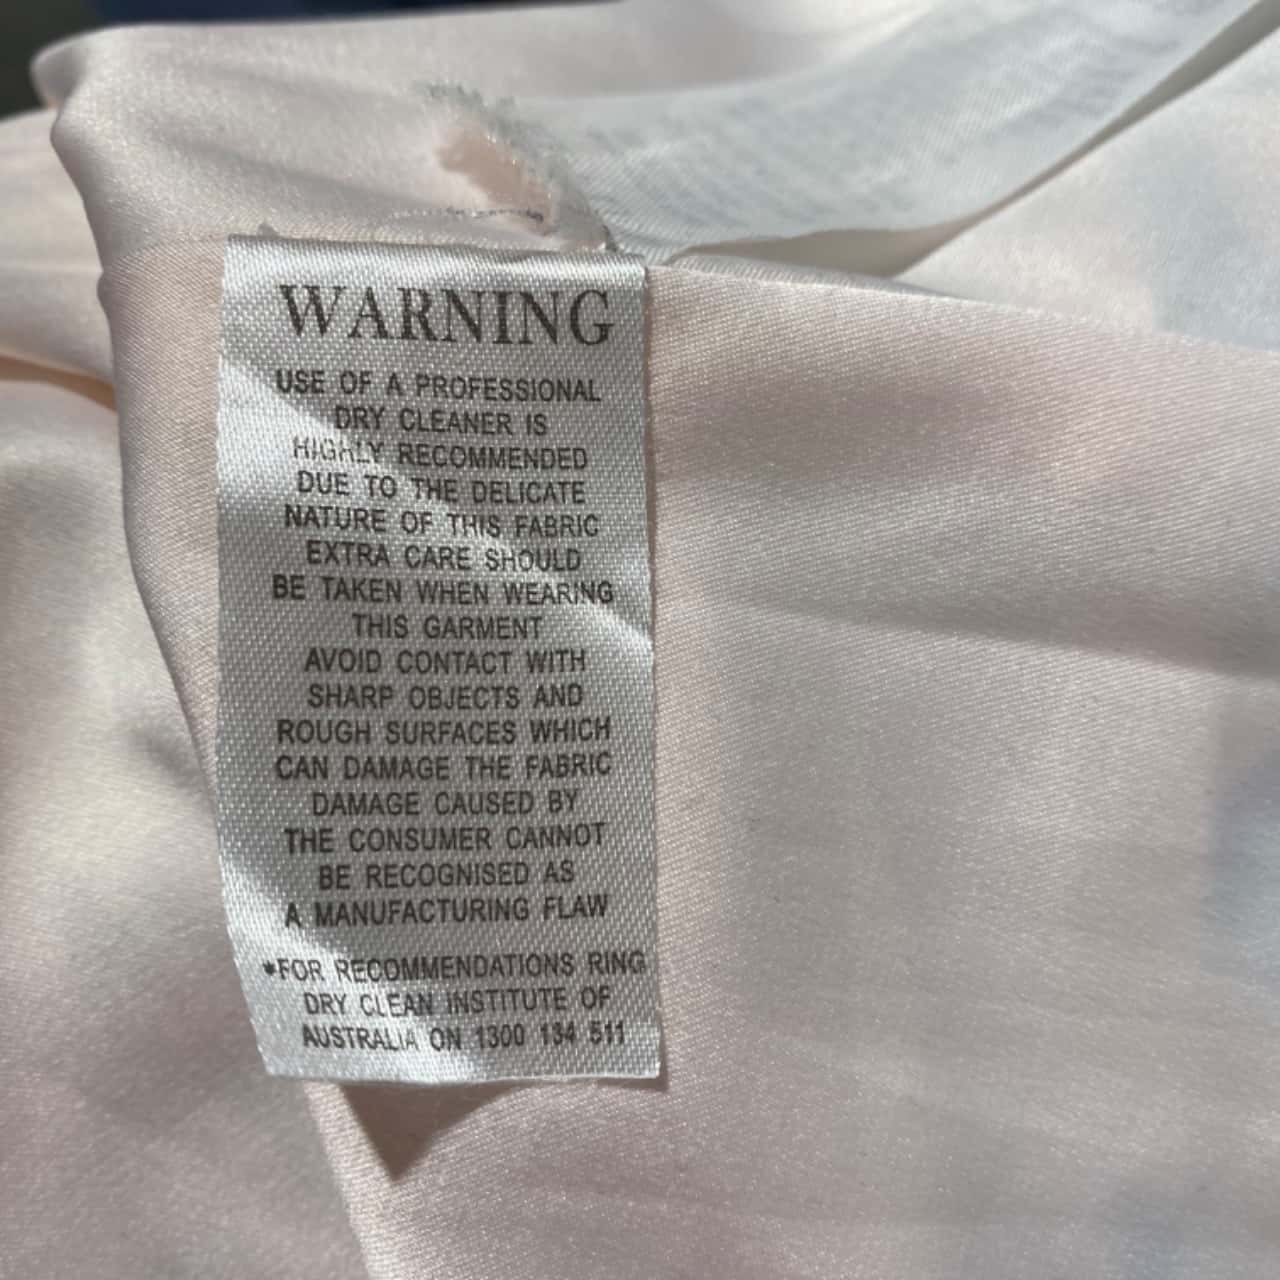 WARNING
USE OF A PROFESSIONAL
DRY CLEANER IS
HIGHLY RECOMMENDED
DUE TO THE DELICATE
NATURE OF THIS FABRIC
EXTRA CARE SHOULD
BE TAKEN WHEN WEARING
THIS GARMENT
AVOID CONTACT WITH
SHARP OBJECTS AND
ROUGH SURFACES WHICH
CAN DAMAGE THE FABRIC
DAMAGE CAUSED BY
THE CONSUMER CANNOT
BE RECOGNISED AS
A MANUFACTURING FLAW
*FOR RECOMMENDATIONS RING
DRY CLEAN INSTITUTE OF
AUSTRALIA ON 1300 134 511